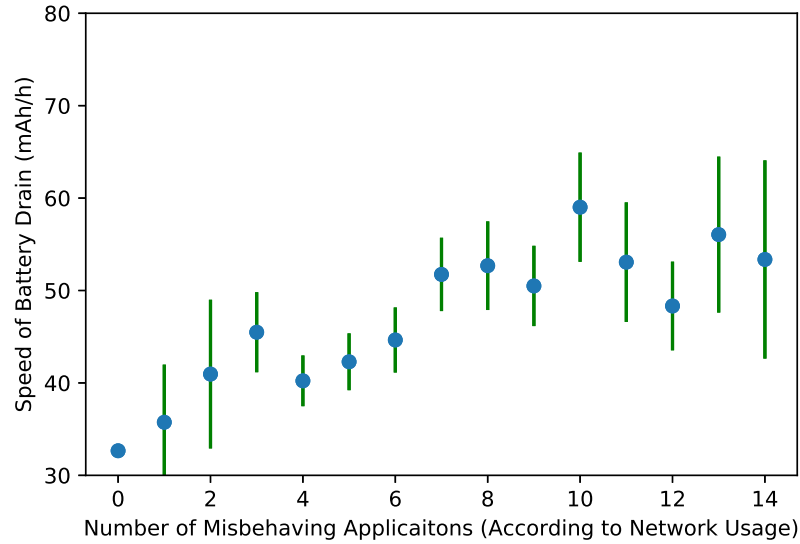 80
70
60
50
40
30
Speed of Battery Drain (mAh/h)
0 2 4 6 8 10 12 14
Number of Misbehaving Applicaitons (According to Network Usage)